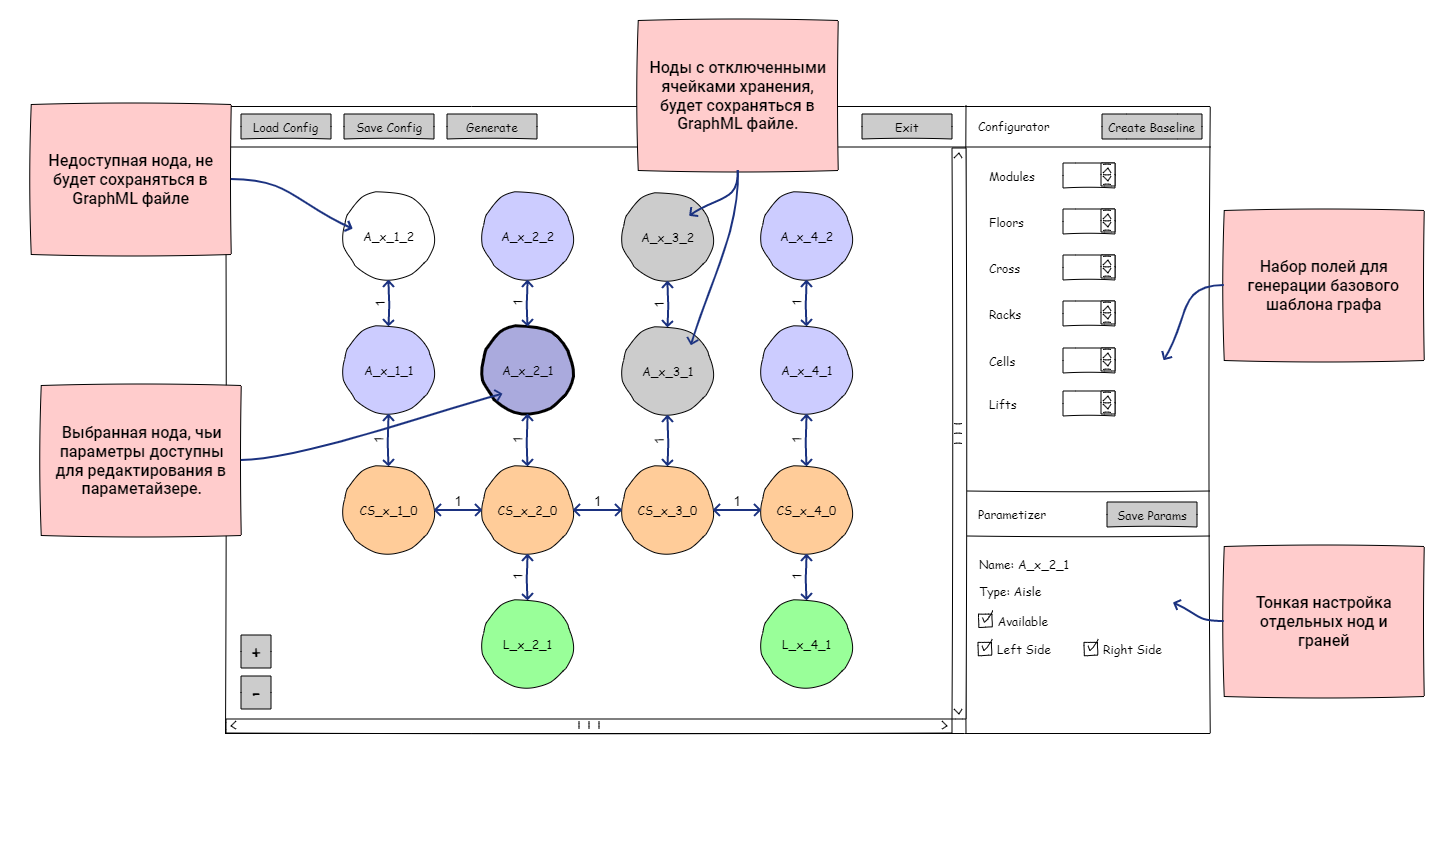 Ноды с отключенными
ячейками хранения,
будет сохраняться в
GraphML файле.
Недоступная нода, не
будет сохраняться в
GraphML файле
Load Config
Save Config
Generate
Exit
Configurator
Create Baseline
Modules
Floors
Cross
Racks
Cells
Lifts
Набор полей для
генерации базового
шаблона графа
A_x_1_2
A_x_2_2
A_x_3_2
A_x_4_2
1
1
1
1
A_x_1_1
A_x_2_1
A_x_3_1
A_x_4_1
1
1
1
1
Выбранная нода, чьи
параметры доступны
для редактирования в
параметайзере.
CS_x_1_0
1
CS_x_2_0
1
CS_x_3_0
1
CS_x_4_0
1
1
L_x_2_1
L_x_4_1
+
-
Parametizer
Save Params
Name: A_x_2_1
Type: Aisle
Available
Left Side
Right Side
Тонкая настройка
отдельных нод и
граней